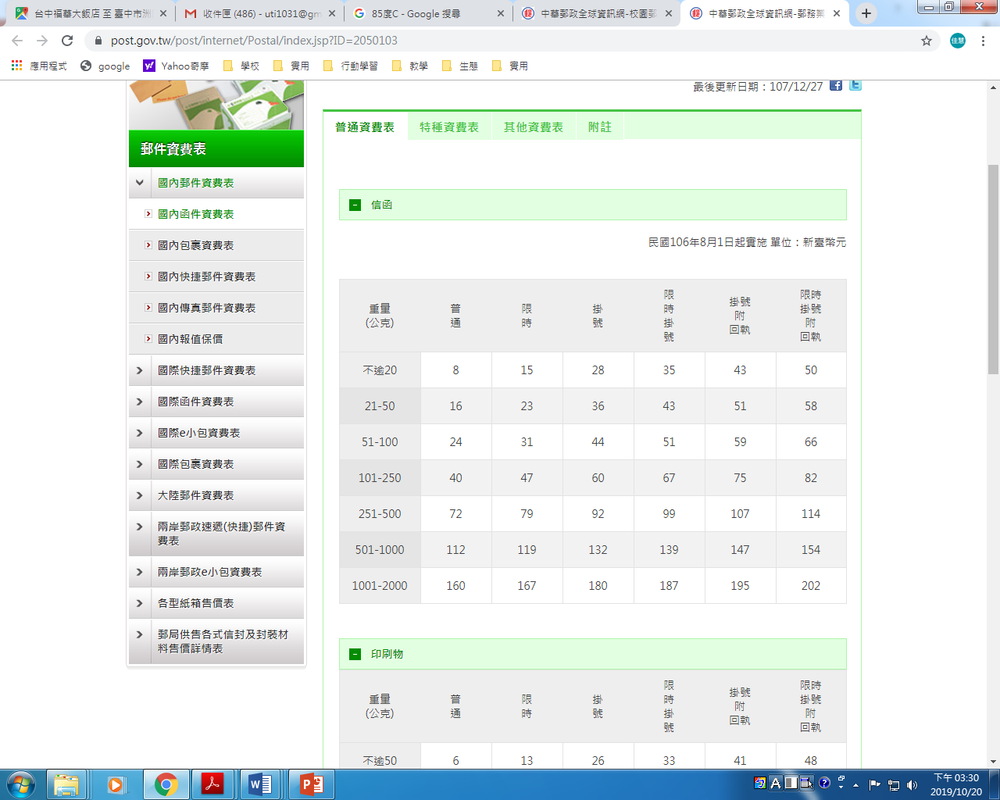 台中福華大飯店 至 臺中市洲
收件匣 (486) - uti1031@gm
85度C - Google 搜尋
中華郵政全球資訊網-校園郵
中華郵政全球資訊網-郵務業
post.gov.tw/post/internet/Postal/index.jsp?ID=2050103
佳慧
應用程式 google Yahoo奇摩 學校 實用 行動學習 教學 生態 實用
最後更新日期：107/12/27
郵件資費表
國內郵件資費表
國內函件資費表
國內包裹資費表
國內快捷郵件資費表
國內傳真郵件資費表
國內報值保價
國際快捷郵件資費表
國際函件資費表
國際e小包資費表
國際包裹資費表
大陸郵件資費表
兩岸郵政速遞(快捷)郵件資
費表
兩岸郵政e小包資費表
各型紙箱售價表
郵局供售各式信封及封裝材
料售價詳情表
普通資費表 特種資費表 其他資費表 附註
信函
民國106年8月1日起實施 單位：新臺幣元
重量(公克) 普通 限時 掛號 限時掛號 掛號附回執 限時掛號附回執
不逾20 8 15 28 35 43 50
21-50 16 23 36 43 51 58
51-100 24 31 44 51 59 66
101-250 40 47 60 67 75 82
251-500 72 79 92 99 107 114
501-1000 112 119 132 139 147 154
1001-2000 160 167 180 187 195 202
印刷物
重量(公克) 普通 限時 掛號 限時掛號 掛號附回執 限時掛號附回執
不逾50 6 13 26 33 41 48
下午 03:30
2019/10/20